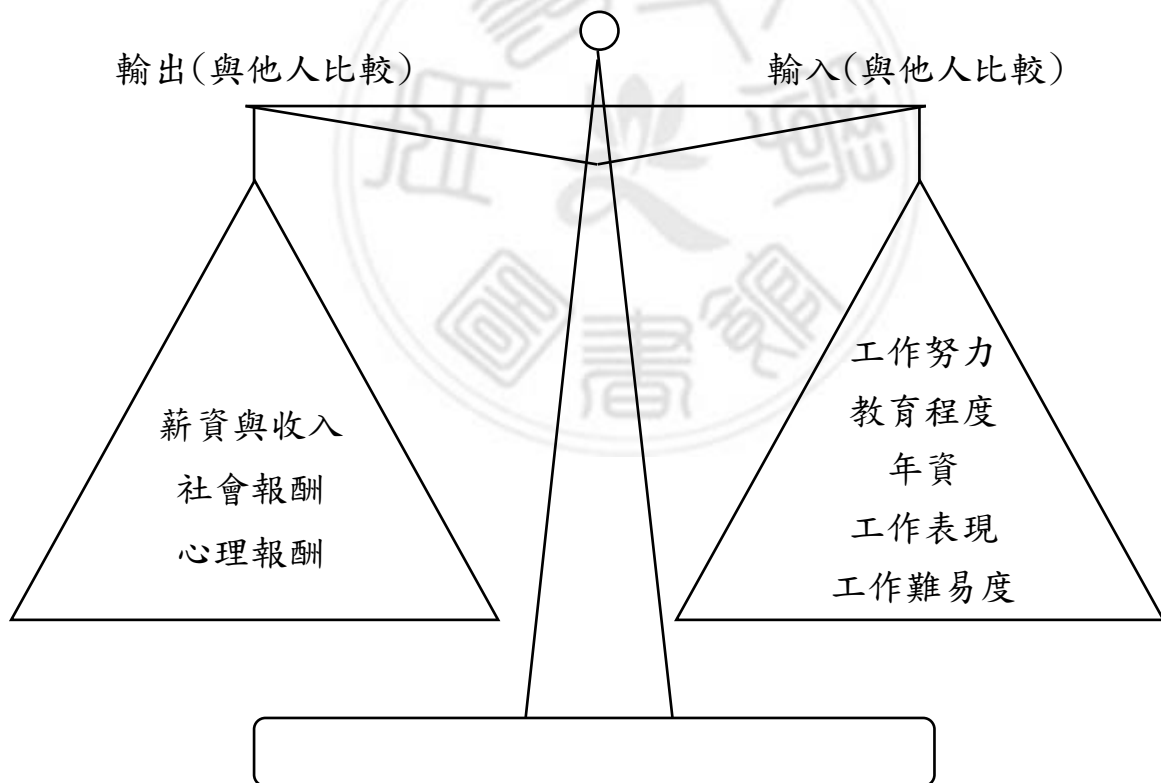 輸出(與他人比較)
輸入(與他人比較)
薪資與收入
社會報酬
心理報酬
工作努力
教育程度
年資
工作表現
工作難易度